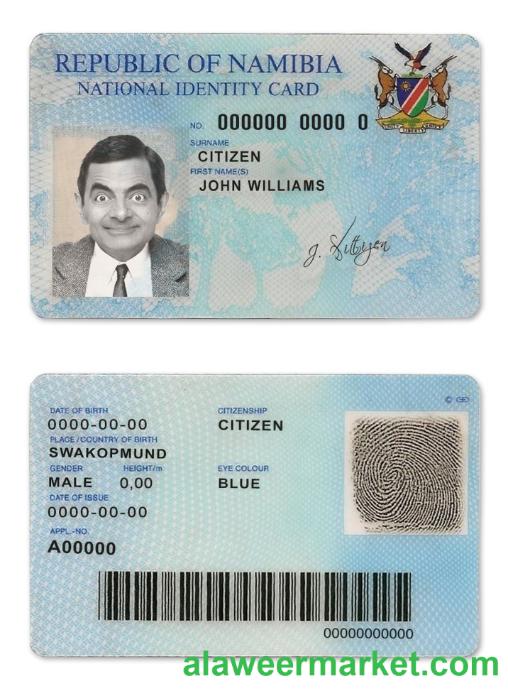 REPUBLIC OF NAMIBIA
NATIONAL IDENTITY CARD
NO. 000000 0000 0
SURNAME
CITIZEN
FIRST NAME(S)
JOHN WILLIAMS
DATE OF BIRTH CITIZENSHIP
0000-00-00 CITIZEN
PLACE / COUNTRY OF BIRTH
SWAKOPMUND
GENDER HEIGHT/m EYE COLOUR
MALE 0,00 BLUE
DATE OF ISSUE
0000-00-00
APPL.-NO.
A00000
00000000000
alaweermarket.com